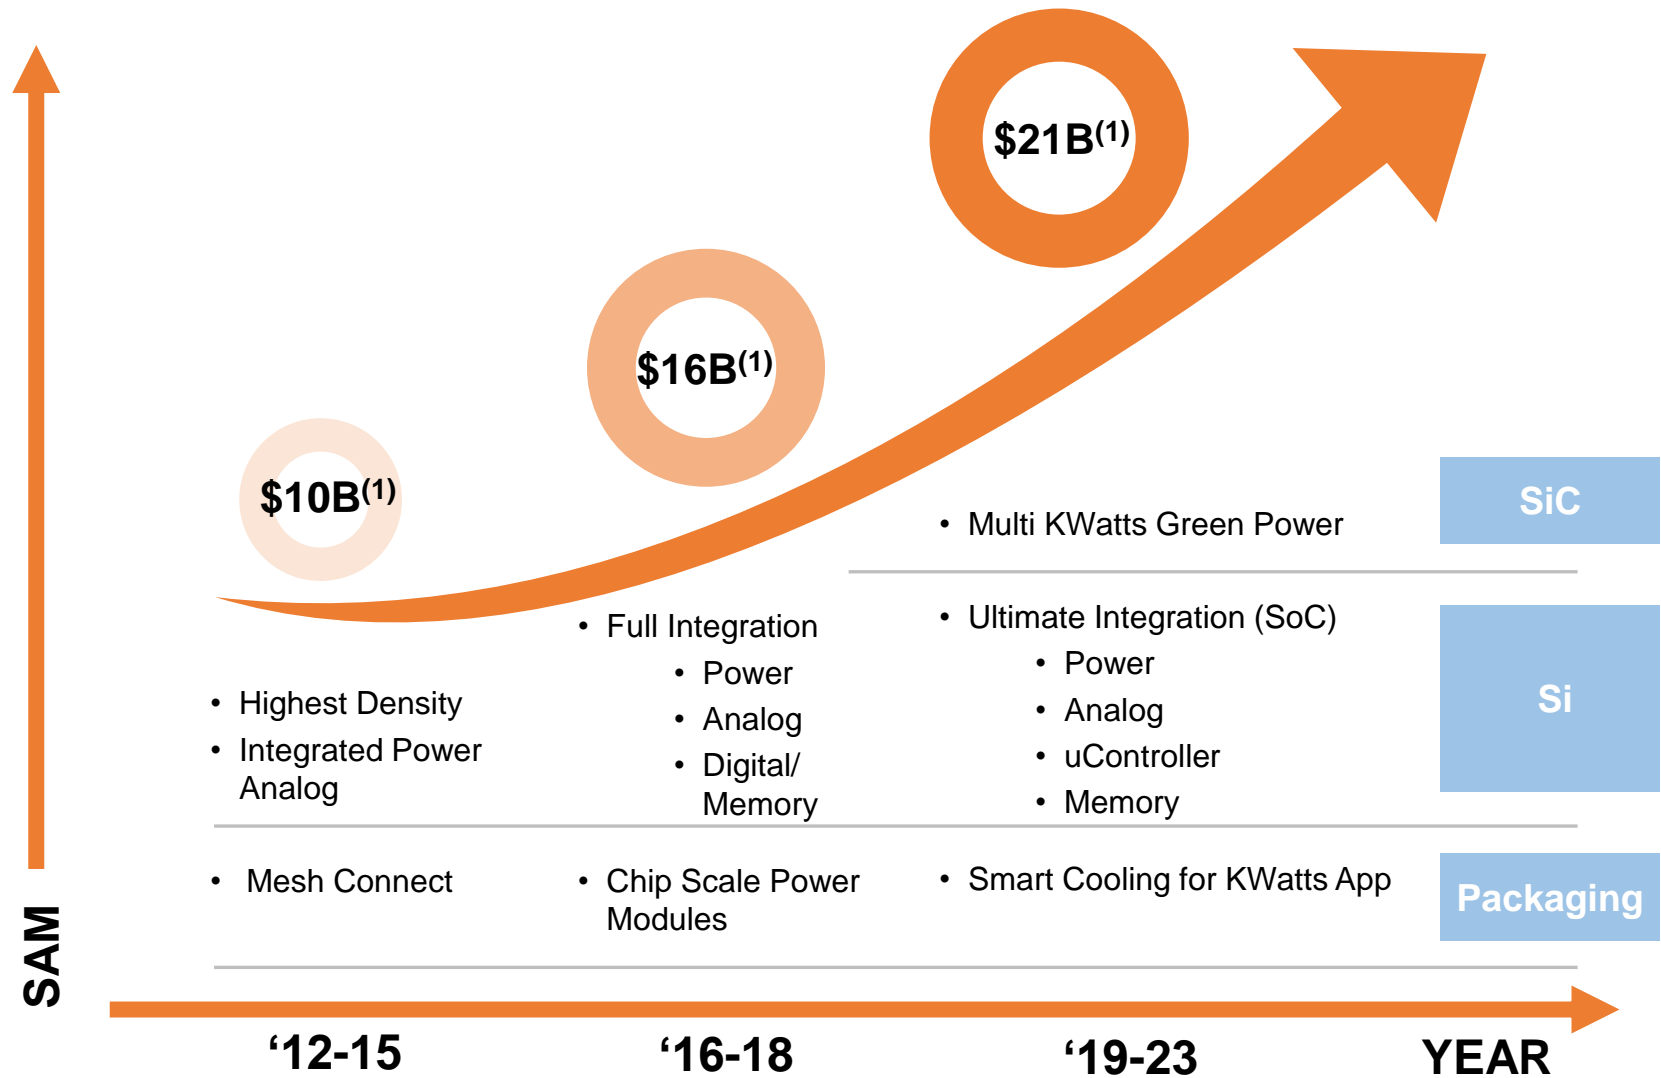 $21B(1)
$16B(1)
$10B(1)
SiC
• Multi KWatts Green Power
• Full Integration
• Power
• Analog
• Digital/
Memory
• Ultimate Integration (SoC)
• Power
• Analog
• uController
• Memory
Si
• Highest Density
• Integrated Power
Analog
• Mesh Connect
• Chip Scale Power
Modules
• Smart Cooling for KWatts App
Packaging
SAM
‘12-15
‘16-18
‘19-23
YEAR